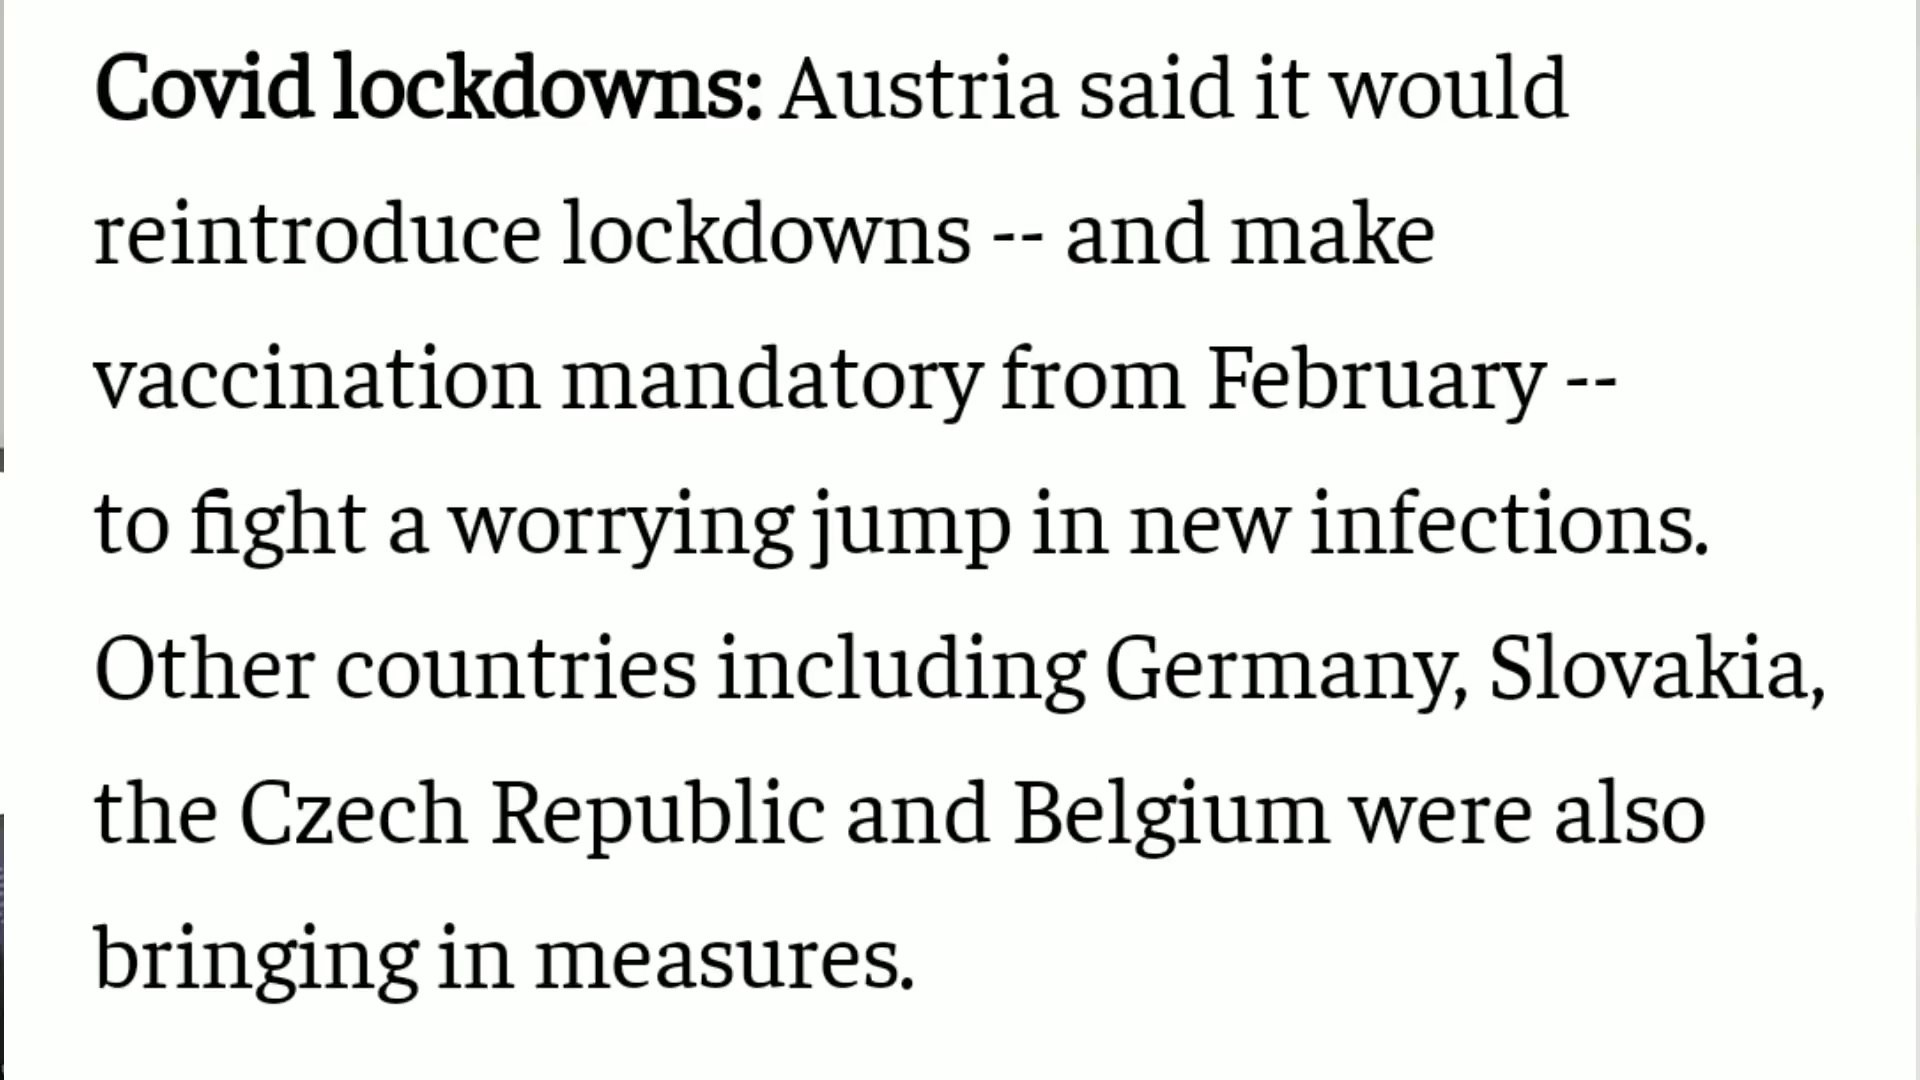 Covid lockdowns: Austria said it would
reintroduce lockdowns -- and make
vaccination mandatory from February --
to fight a worrying jump in new infections.
Other countries including Germany, Slovakia,
the Czech Republic and Belgium were also
bringing in measures.